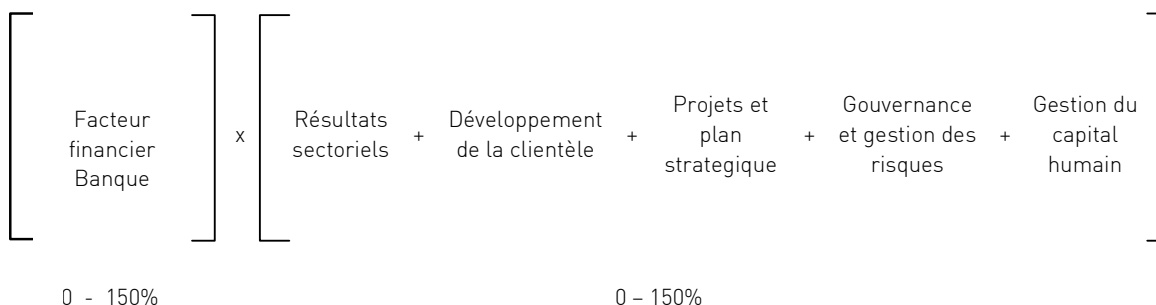 Facteur
financier
Banque
x
Résultats
sectoriels
+
Développement
de la clientèle
+
Projets et
plan
strategique
+
Gouvernance
et gestion des
risques
+
Gestion du
capital
humain
0 - 150%
0 – 150%